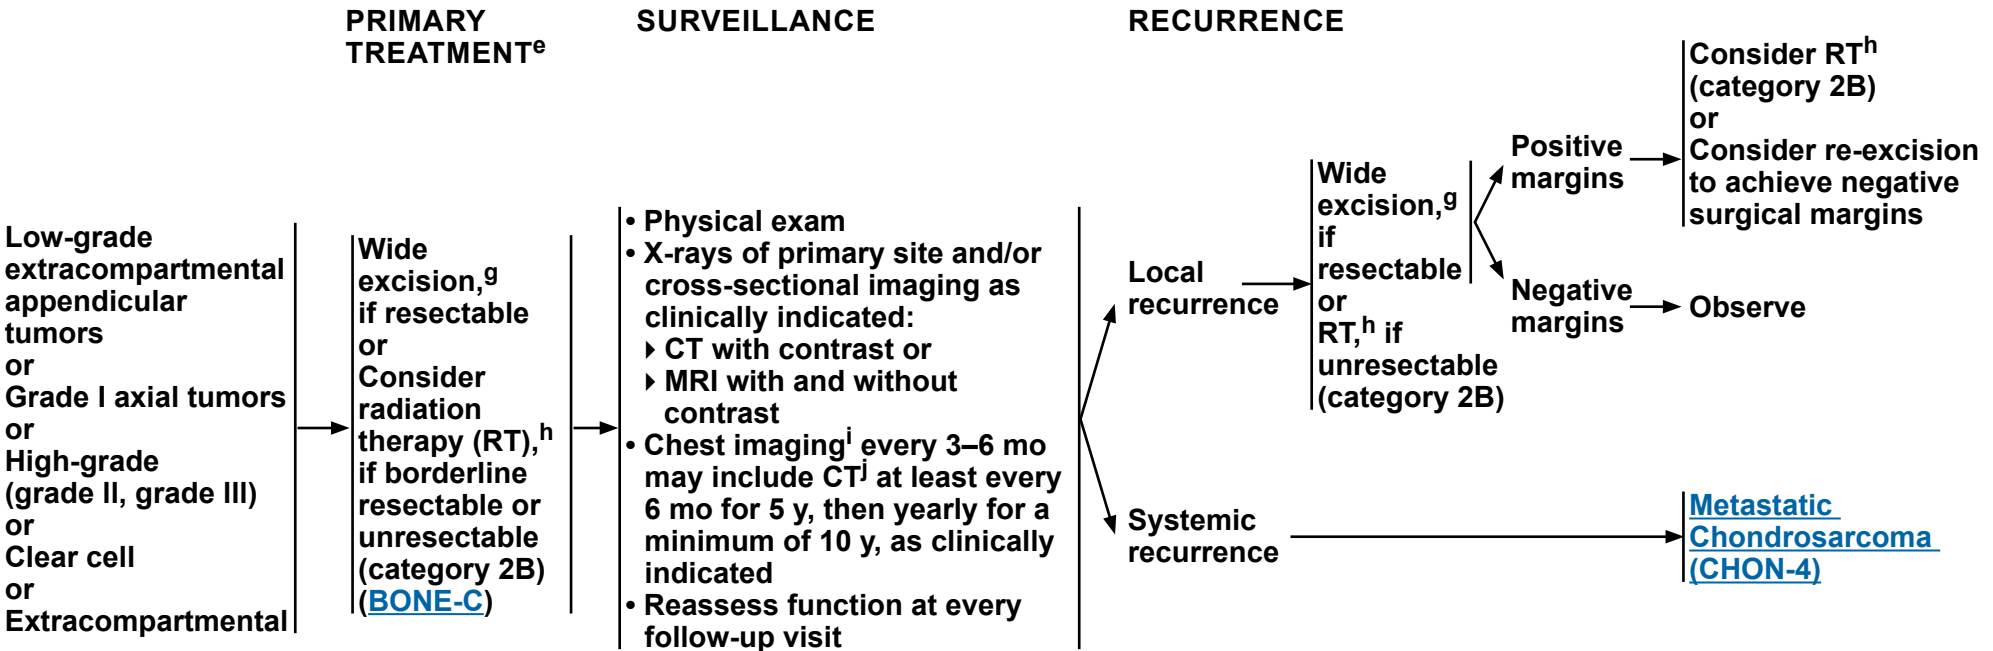 PRIMARY
TREATMENTe
SURVEILLANCE
RECURRENCE
Low-grade
extracompartmental
appendicular
tumors
or
Grade I axial tumors
or
High-grade
(grade II, grade III)
or
Clear cell
or
Extracompartmental
Wide
excision,g
if resectable
or
Consider
radiation
therapy (RT),h
if borderline
resectable or
unresectable
(category 2B)
(BONE-C)
• Physical exam
• X-rays of primary site and/or
cross-sectional imaging as
clinically indicated:
▸ CT with contrast or
▸ MRI with and without
contrast
• Chest imagingi every 3–6 mo
may include CTj at least every
6 mo for 5 y, then yearly for a
minimum of 10 y, as clinically
indicated
• Reassess function at every
follow-up visit
Local
recurrence
Wide
excision,g
if
resectable
or
RT,h if
unresectable
(category 2B)
Positive
margins
Consider RTh
(category 2B)
or
Consider re-excision
to achieve negative
surgical margins
Negative
margins
Observe
Systemic
recurrence
Metastatic
Chondrosarcoma
(CHON-4)